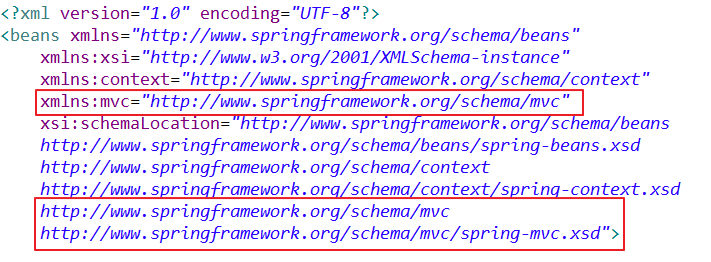 <?xml version="1.0" encoding="UTF-8"?>
<beans xmlns="http://www.springframework.org/schema/beans"
xmlns:xsi="http://www.w3.org/2001/XMLSchema-instance"
xmlns:context="http://www.springframework.org/schema/context"
xmlns:mvc="http://www.springframework.org/schema/mvc"
xsi:schemaLocation="http://www.springframework.org/schema/beans
http://www.springframework.org/schema/beans/spring-beans.xsd
http://www.springframework.org/schema/context
http://www.springframework.org/schema/context/spring-context.xsd
http://www.springframework.org/schema/mvc
http://www.springframework.org/schema/mvc/spring-mvc.xsd">